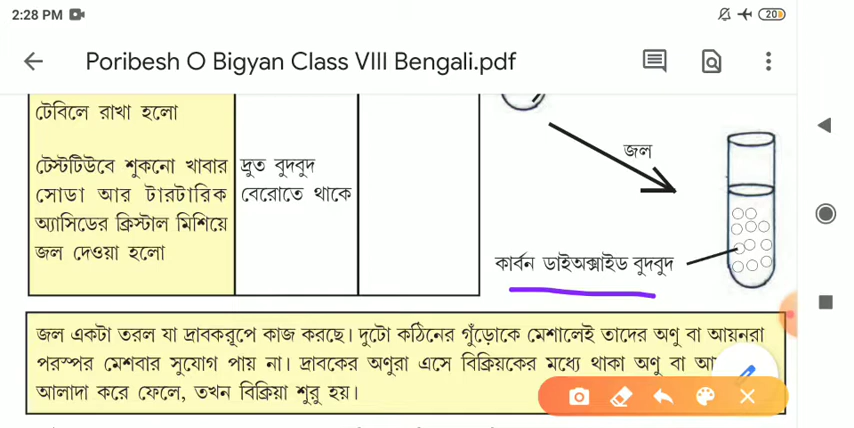 2:28 PM
20
Poribesh O Bigyan Class VIII Bengali.pdf
টেবিলে রাখা হলো
টেস্টটিউবে শুকনো খাবার
সোডা আর টারটারিক
অ্যাসিডের ক্রিস্টাল মিশিয়ে
জল দেওয়া হলো
দ্রুত বুদবুদ
বেরোতে থাকে
জল
কার্বন ডাইঅক্সাইড বুদবুদ
জল একটা তরল যা দ্রাবকরূপে কাজ করছে। দুটো কঠিনের গুঁড়োকে মেশালেই তাদের অণু বা আয়নরা
পরস্পর মেশবার সুযোগ পায় না। দ্রাবকের অণুরা এসে বিক্রিয়কের মধ্যে থাকা অণু বা
আলাদা করে ফেলে, তখন বিক্রিয়া শুরু হয়।